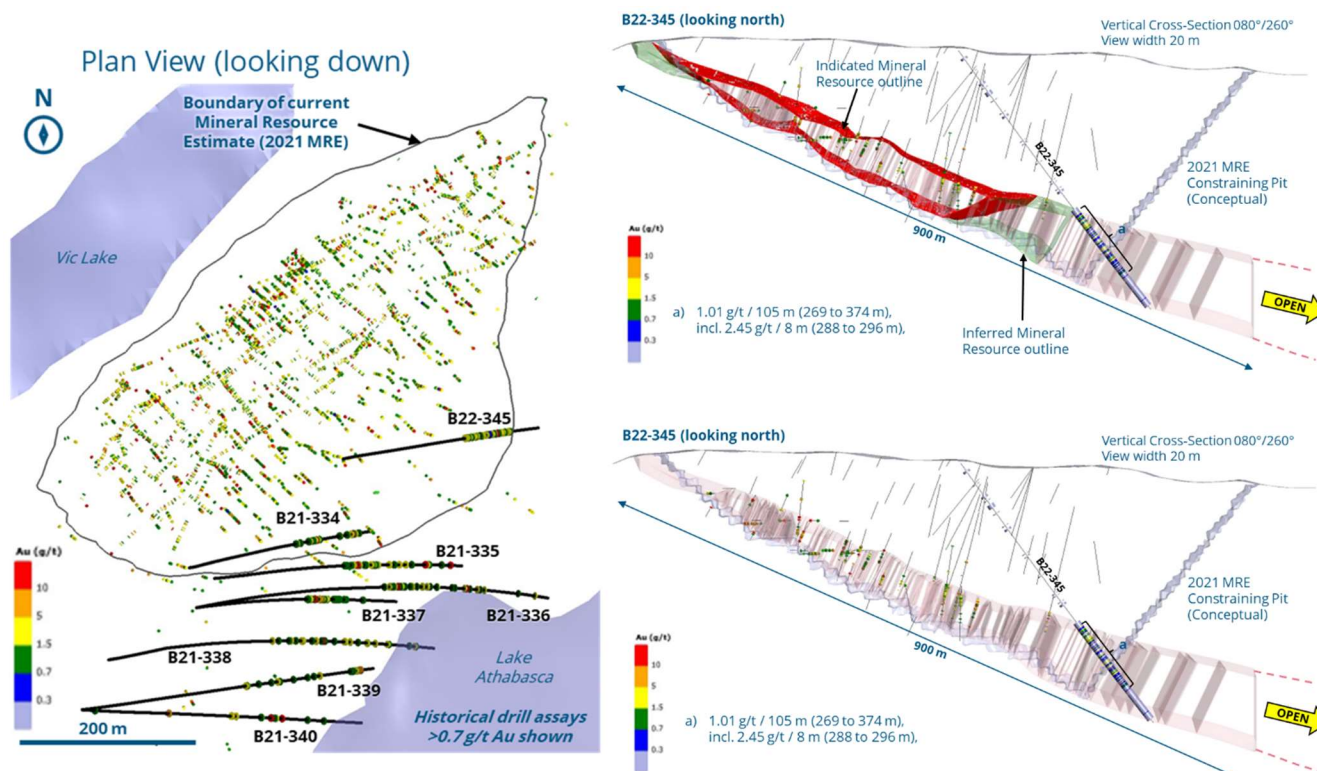 Plan View (looking down)
N
Boundary of current
Mineral Resource
Estimate (2021 MRE)
Vic Lake
B22-345
B21-334
B21-335
B21-336
B21-337
B21-338
B21-339
B21-340
Au (g/t)
10
5
1.5
0.7
0.3
200 m
Lake
Athabasca
Historical drill assays
>0.7 g/t Au shown
B22-345 (looking north)
Vertical Cross-Section 080°/260°
View width 20 m
Indicated Mineral
Resource outline
B22-345
2021 MRE
Constraining Pit
(Conceptual)
a
900 m
Au (g/t)
10
5
1.5
0.7
0.3
OPEN
a) 1.01 g/t / 105 m (269 to 374 m),
incl. 2.45 g/t / 8 m (288 to 296 m),
Inferred Mineral
Resource outline
B22-345 (looking north)
Vertical Cross-Section 080°/260°
View width 20 m
B22-345
2021 MRE
Constraining Pit
(Conceptual)
a
900 m
Au (g/t)
10
5
1.5
0.7
0.3
OPEN
a) 1.01 g/t / 105 m (269 to 374 m),
incl. 2.45 g/t / 8 m (288 to 296 m),